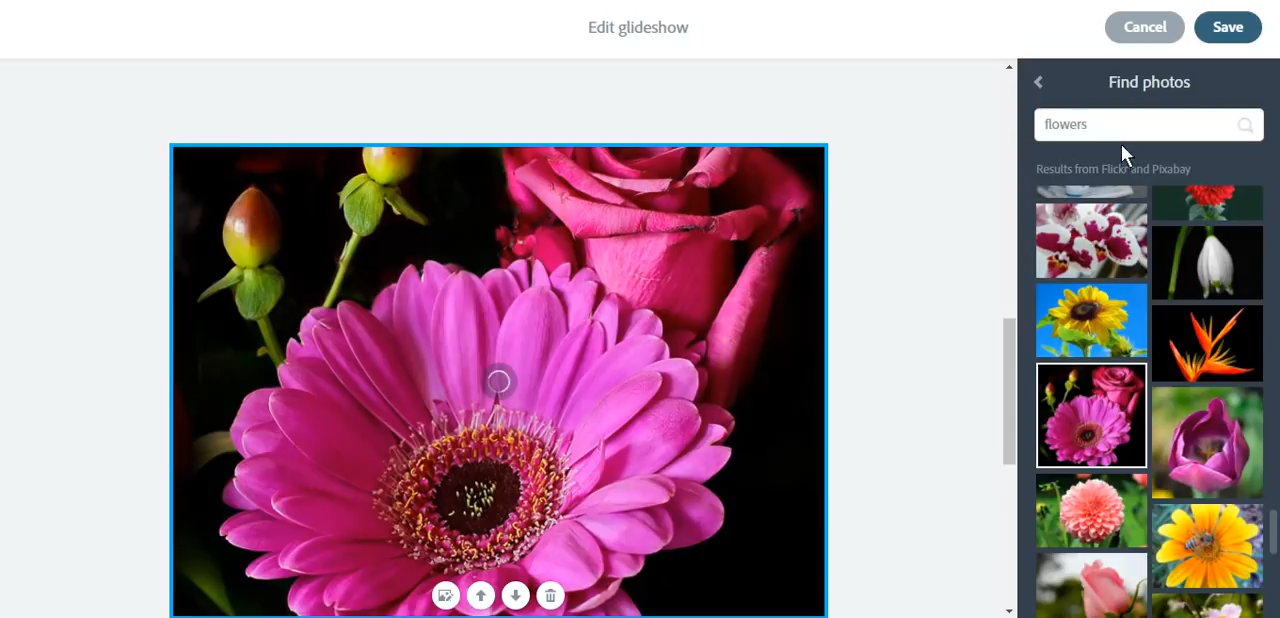 Edit glideshow
Cancel
Save
Find photos
flowers
Results from Flickr and Pixabay